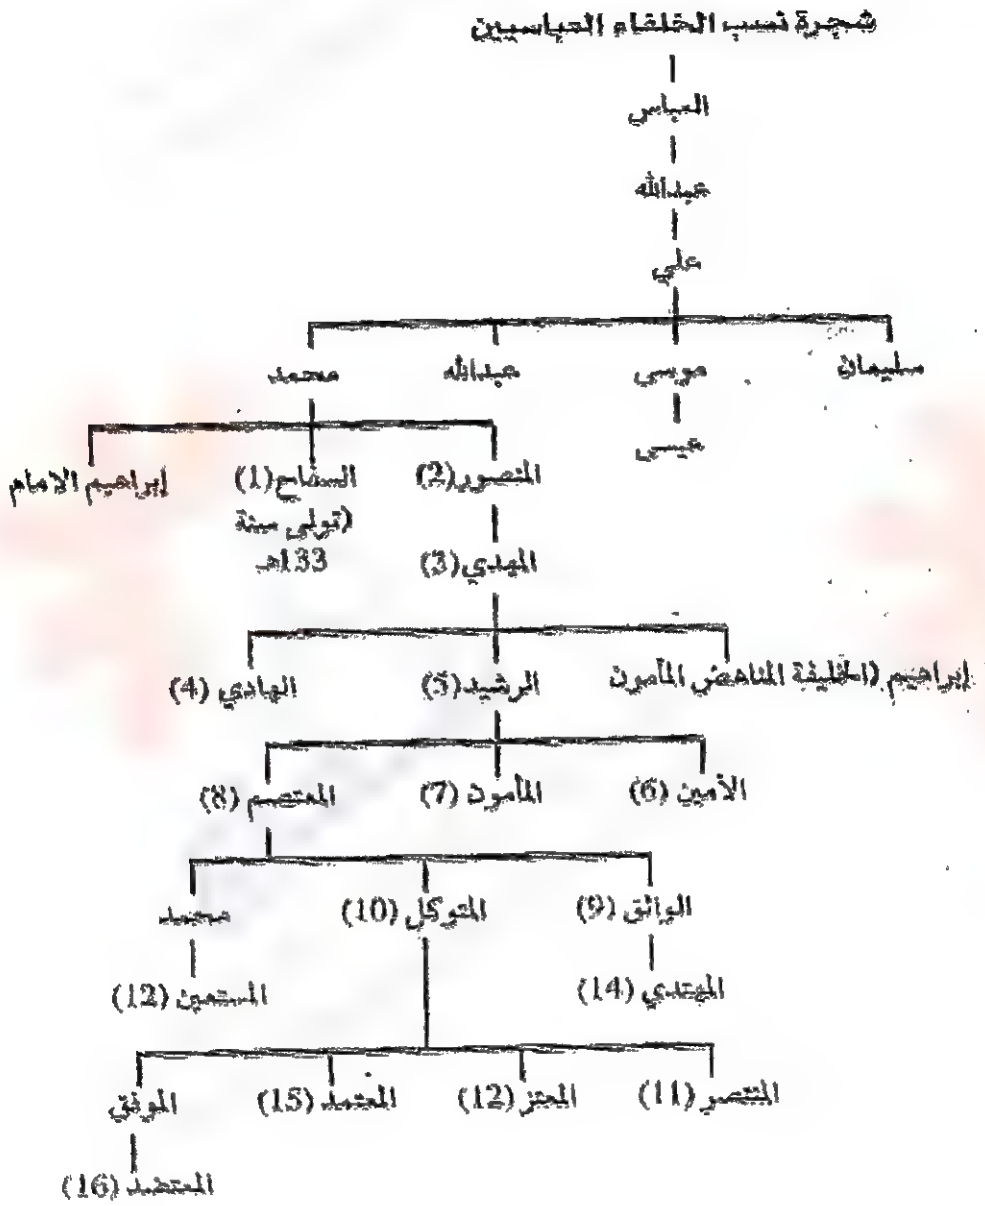 شجرة نسب الخلفاء العباسيين
العباس
عبدالله
علي
سليمان
موسى
عبدالله
محمد
عيسى
المنصور(2)
السفاح(1)
(تولى سنة
133هـ
إبراهيم الامام
المهدي(3)
إبراهيم (الخليفة المناهض المأمون
الرشيد(5)
الهادي (4)
الأمين (6)
المأمون (7)
المعتصم (8)
الواثق (9)
المتوكل (10)
محمد
المهتدي (14)
المستعين (12)
المنتصر (11)
المعتز (12)
المعتمد (15)
الموفق
المعتضد (16)